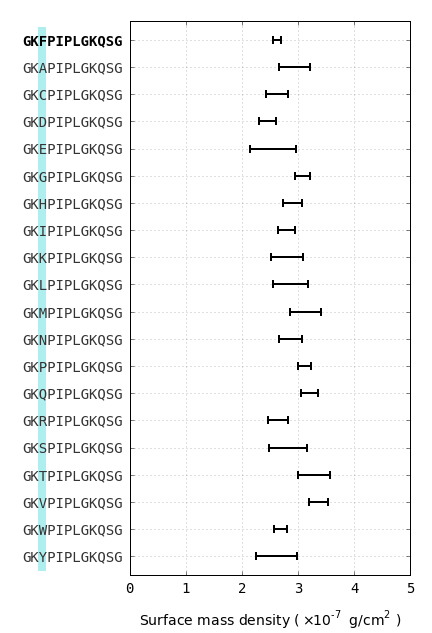 GKFPIPLGKQSG
GKAPIPLGKQSG
GKCPIPLGKQSG
GKDPIPLGKQSG
GKEPIPLGKQSG
GKGPIPLGKQSG
GKHPIPLGKQSG
GKIPIPLGKQSG
GKKPIPLGKQSG
GKLPIPLGKQSG
GKMPIPLGKQSG
GKNPIPLGKQSG
GKPPIPLGKQSG
GKQPIPLGKQSG
GKRPIPLGKQSG
GKSPIPLGKQSG
GKTPIPLGKQSG
GKVPIPLGKQSG
GKWPIPLGKQSG
GKYPIPLGKQSG
0 1 2 3 4 5
Surface mass density ( ×10⁻⁷ g/cm² )